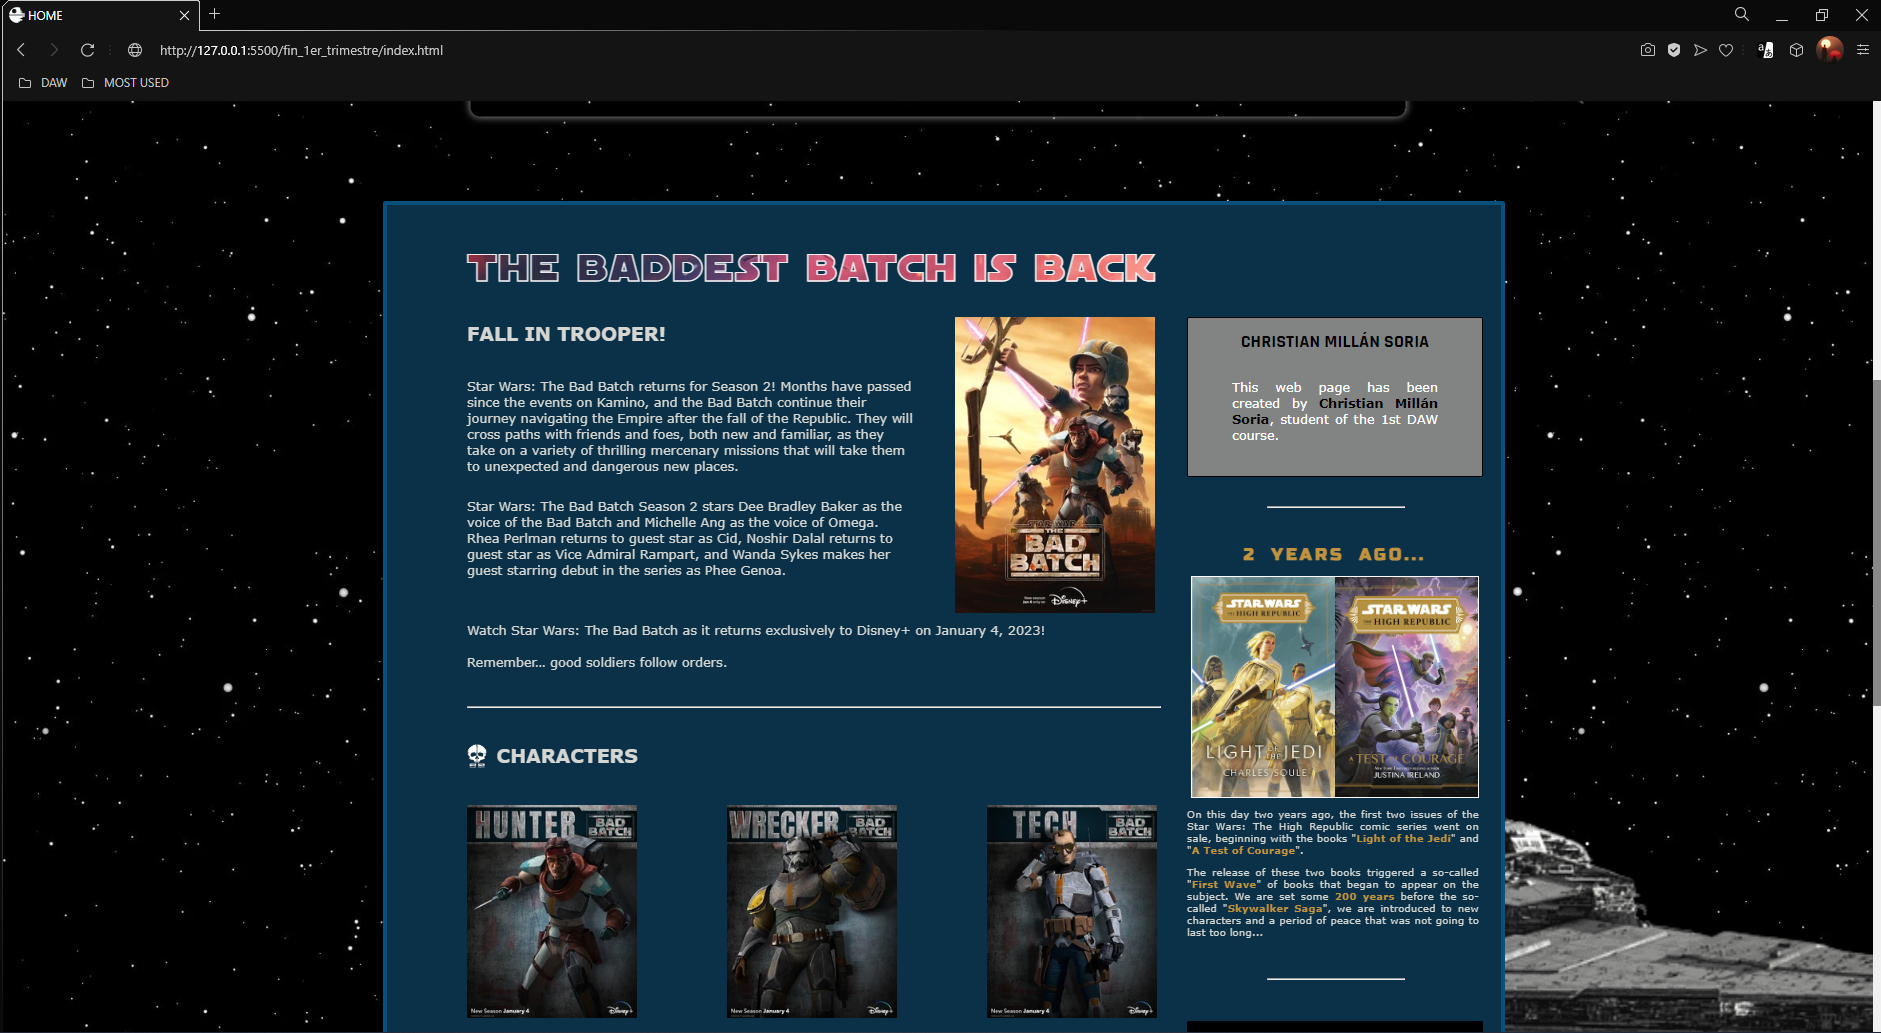 HOME
http://127.0.0.1:5500/fin_1er_trimestre/index.html
DAW
MOST USED
THE BADDEST BATCH IS BACK
FALL IN TROOPER!
Star Wars: The Bad Batch returns for Season 2! Months have passed
since the events on Kamino, and the Bad Batch continue their
journey navigating the Empire after the fall of the Republic. They will
cross paths with friends and foes, both new and familiar, as they
take on a variety of thrilling mercenary missions that will take them
to unexpected and dangerous new places.
Star Wars: The Bad Batch Season 2 stars Dee Bradley Baker as the
voice of the Bad Batch and Michelle Ang as the voice of Omega.
Rhea Perlman returns to guest star as Cid, Noshir Dalal returns to
guest star as Vice Admiral Rampart, and Wanda Sykes makes her
guest starring debut in the series as Phee Genoa.
STAR WARS
THE
BAD
BATCH
Disney+
Watch Star Wars: The Bad Batch as it returns exclusively to Disney+ on January 4, 2023!
Remember... good soldiers follow orders.
CHARACTERS
HUNTER
BAD
BATCH
New Season January 4
Disney+
WRECKER
BAD
BATCH
New Season January 4
Disney+
TECH
BAD
BATCH
New Season January 4
Disney+
CHRISTIAN MILLÁN SORIA
This web page has been
created by Christian Millán
Soria, student of the 1st DAW
course.
2 YEARS AGO...
STAR WARS
THE HIGH REPUBLIC
LIGHT OF THE JEDI
CHARLES SOULE
STAR WARS
THE HIGH REPUBLIC
A TEST OF COURAGE
JUSTINA IRELAND
On this day two years ago, the first two issues of the
Star Wars: The High Republic comic series went on
sale, beginning with the books "Light of the Jedi" and
"A Test of Courage".
The release of these two books triggered a so-called
"First Wave" of books that began to appear on the
subject. We are set some 200 years before the so-
called "Skywalker Saga", we are introduced to new
characters and a period of peace that was not going to
last too long...